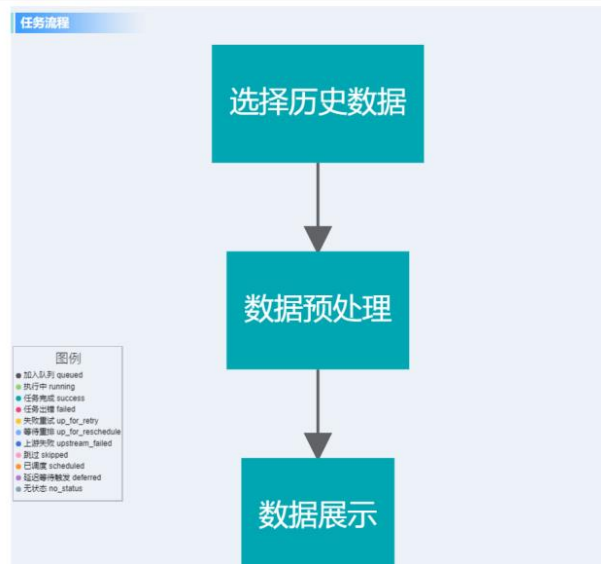 任务流程
选择历史数据
数据预处理
图例
加入队列 queued
执行中 running
任务完成 success
任务出错 failed
失败重试 up_for_retry
等待重排 up_for_reschedule
上游失败 upstream_failed
跳过 skipped
已调度 scheduled
延迟等待触发 deferred
无状态 no_status
数据展示